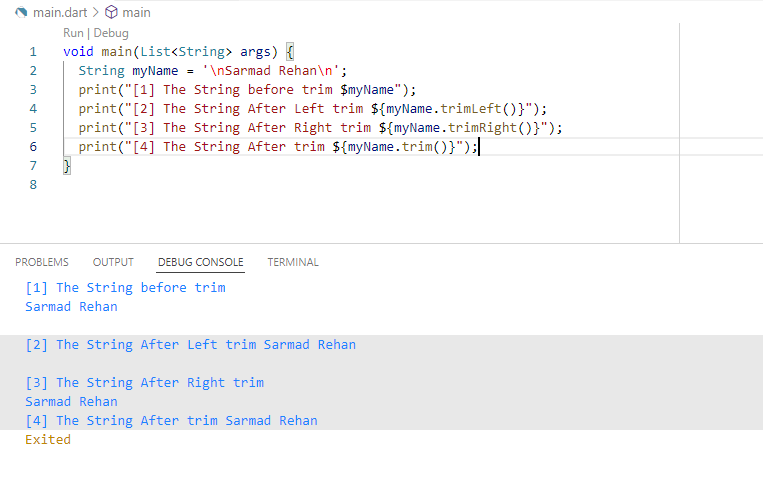 main.dart > main
Run | Debug
1 void main(List<String> args) {
2   String myName = '\nSarmad Rehan\n';
3   print("[1] The String before trim $myName");
4   print("[2] The String After Left trim ${myName.trimLeft()}");
5   print("[3] The String After Right trim ${myName.trimRight()}");
6   print("[4] The String After trim ${myName.trim()}");
7 }
8
PROBLEMS OUTPUT DEBUG CONSOLE TERMINAL
[1] The String before trim
Sarmad Rehan
[2] The String After Left trim Sarmad Rehan
[3] The String After Right trim
Sarmad Rehan
[4] The String After trim Sarmad Rehan
Exited